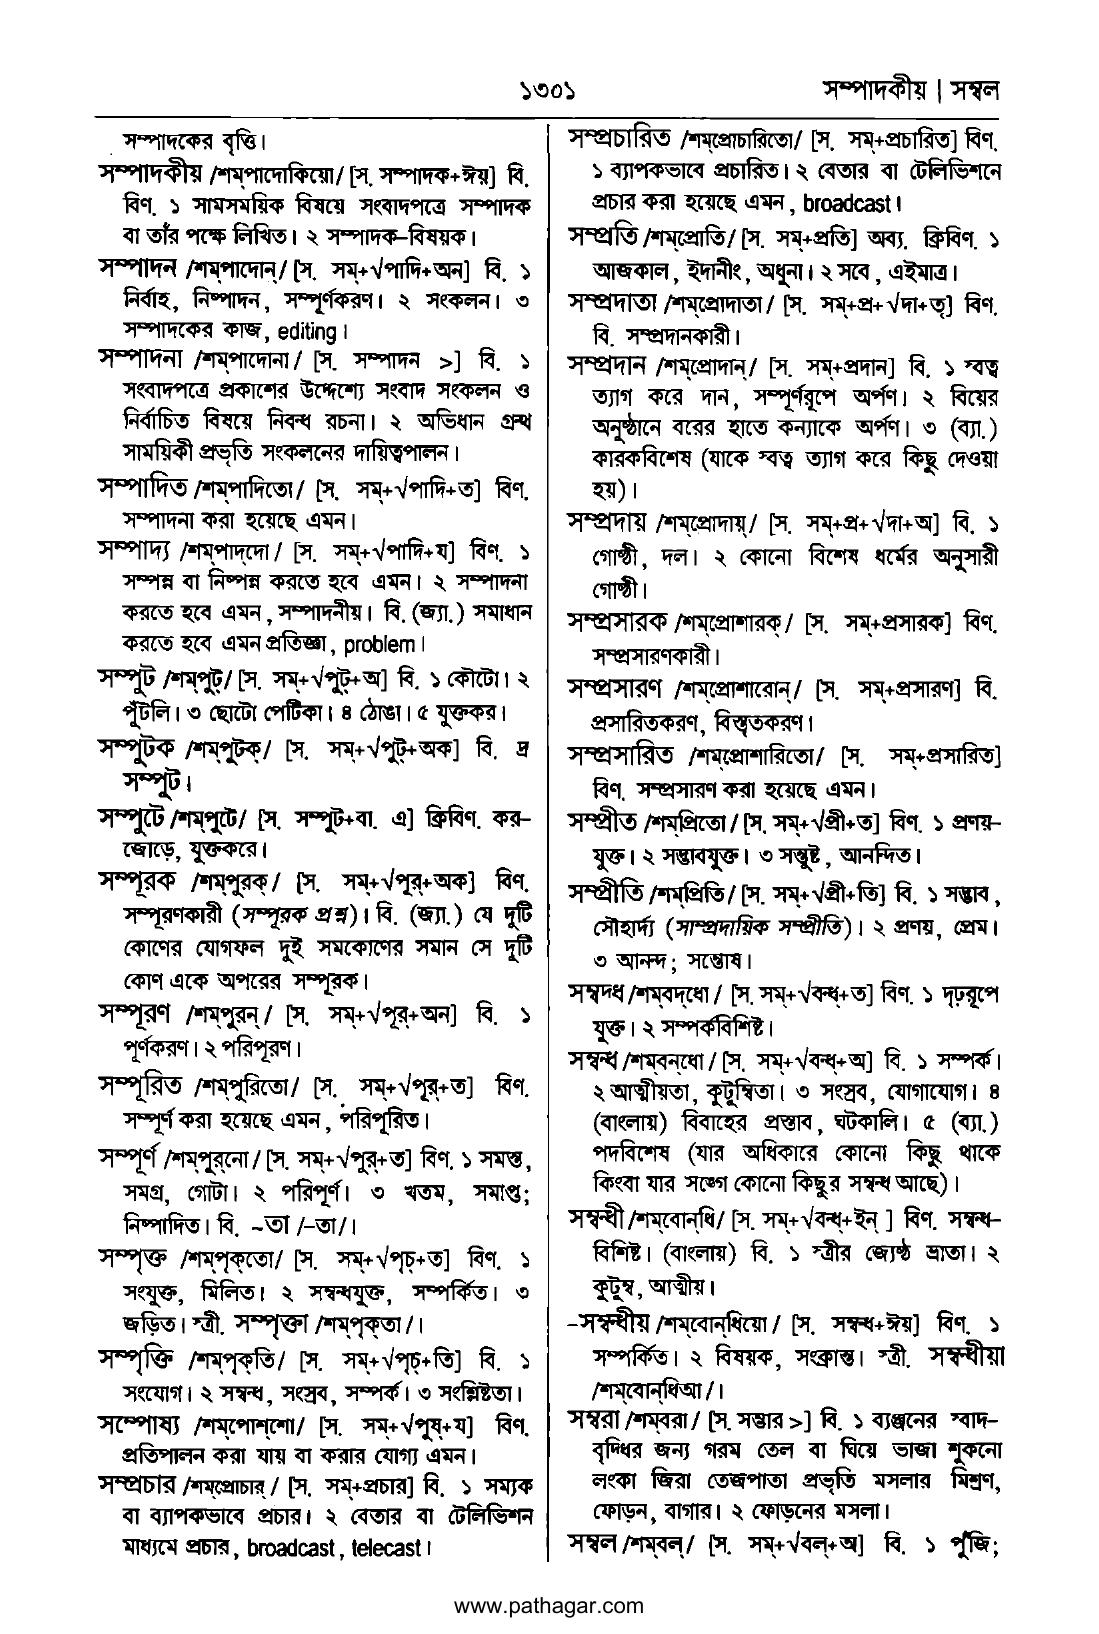 ১৩০১
সম্পাদকীয় | সম্বল
সম্পাদকের বৃত্তি।
সম্পাদকীয় /শম্‌পাদোকিয়ো/ [স. সম্পাদক+ঈয়] বি.
বিণ. ১ সামসময়িক বিষয়ে সংবাদপত্রে সম্পাদক
বা তাঁর পক্ষে লিখিত। ২ সম্পাদক–বিষয়ক।
সম্পাদন /শম্‌পাদোন্‌/ [স. সম্‌+√পাদি+অন] বি. ১
নির্বাহ, নিষ্পাদন, সম্পূর্ণকরণ। ২ সংকলন। ৩
সম্পাদকের কাজ, editing।
সম্পাদনা /শম্‌পাদোনা/ [স. সম্পাদন >] বি. ১
সংবাদপত্রে প্রকাশের উদ্দেশ্যে সংবাদ সংকলন ও
নির্বাচিত বিষয়ে নিবন্ধ রচনা। ২ অভিধান গ্রন্থ
সাময়িকী প্রভৃতি সংকলনের দায়িত্বপালন।
সম্পাদিত /শম্‌পাদিতো/ [স. সম্‌+√পাদি+ত] বিণ.
সম্পাদনা করা হয়েছে এমন।
সম্পাদ্য /শম্‌পাদ্‌দো/ [স. সম্‌+√পাদি+য] বিণ. ১
সম্পন্ন বা নিষ্পন্ন করতে হবে এমন। ২ সম্পাদনা
করতে হবে এমন, সম্পাদনীয়। বি. (জ্যা.) সমাধান
করতে হবে এমন প্রতিজ্ঞা, problem।
সম্পুট /শম্‌পুট্‌/ [স. সম্‌+√পুট্‌+অ] বি. ১ কৌটো। ২
পুঁটলি। ৩ ছোটো পেটিকা। ৪ ঠোঙা। ৫ যুক্তকর।
সম্পুটক /শম্‌পুটক্‌/ [স. সম্‌+√পুট্‌+অক] বি. দ্র
সম্পুট।
সম্পুটে /শম্‌পুটে/ [স. সম্পুট+বা. এ] ক্রিবিণ. কর–
জোড়ে, যুক্তকরে।
সম্পূরক /শম্‌পুরক্‌/ [স. সম্‌+√পূর্‌+অক] বিণ.
সম্পূরণকারী (সম্পূরক প্রশ্ন)। বি. (জ্যা.) যে দুটি
কোণের যোগফল দুই সমকোণের সমান সে দুটি
কোণ একে অপরের সম্পূরক।
সম্পূরণ /শম্‌পুরন্‌/ [স. সম্‌+√পূর্‌+অন] বি. ১
পূর্ণকরণ। ২ পরিপূরণ।
সম্পূরিত /শম্‌পুরিতো/ [স. সম্‌+√পূর্‌+ত] বিণ.
সম্পূর্ণ করা হয়েছে এমন, পরিপূরিত।
সম্পূর্ণ /শম্‌পুর্‌নো/ [স. সম্‌+√পুর্‌+ত] বিণ. ১ সমস্ত,
সমগ্র, গোটা। ২ পরিপূর্ণ। ৩ খতম, সমাপ্ত;
নিষ্পাদিত। বি. ~তা /–তা/।
সম্পৃক্ত /শম্‌পৃক্‌তো/ [স. সম্‌+√পৃচ্‌+ত] বিণ. ১
সংযুক্ত, মিলিত। ২ সম্বন্ধযুক্ত, সম্পর্কিত। ৩
জড়িত। স্ত্রী. সম্পৃক্তা /শম্‌পৃক্‌তা/।
সম্পৃক্তি /শম্‌পৃক্‌তি/ [স. সম্‌+√পৃচ্‌+তি] বি. ১
সংযোগ। ২ সম্বন্ধ, সংস্রব, সম্পর্ক। ৩ সংশ্লিষ্টতা।
সম্পোষ্য /শম্‌পোশ্‌শো/ [স. সম্‌+√পুষ্‌+য] বিণ.
প্রতিপালন করা যায় বা করার যোগ্য এমন।
সম্প্রচার /শম্‌প্রোচার্‌/ [স. সম্‌+প্রচার] বি. ১ সম্যক
বা ব্যাপকভাবে প্রচার। ২ বেতার বা টেলিভিশন
মাধ্যমে প্রচার, broadcast, telecast।
সম্প্রচারিত /শম্‌প্রোচারিতো/ [স. সম্‌+প্রচারিত] বিণ.
১ ব্যাপকভাবে প্রচারিত। ২ বেতার বা টেলিভিশনে
প্রচার করা হয়েছে এমন, broadcast।
সম্প্রতি /শম্‌প্রোতি/ [স. সম্‌+প্রতি] অব্য. ক্রিবিণ. ১
আজকাল, ইদানীং, অধুনা। ২ সবে, এইমাত্র।
সম্প্রদাতা /শম্‌প্রোদাতা/ [স. সম্‌+প্র+√দা+তৃ] বিণ.
বি. সম্প্রদানকারী।
সম্প্রদান /শম্‌প্রোদান্‌/ [স. সম্‌+প্রদান] বি. ১ স্বত্ব
ত্যাগ করে দান, সম্পূর্ণরূপে অর্পণ। ২ বিয়ের
অনুষ্ঠানে বরের হাতে কন্যাকে অর্পণ। ৩ (ব্যা.)
কারকবিশেষ (যাকে স্বত্ব ত্যাগ করে কিছু দেওয়া
হয়)।
সম্প্রদায় /শম্‌প্রোদায়্‌/ [স. সম্‌+প্র+√দা+অ] বি. ১
গোষ্ঠী, দল। ২ কোনো বিশেষ ধর্মের অনুসারী
গোষ্ঠী।
সম্প্রসারক /শম্‌প্রোশারক্‌/ [স. সম্‌+প্রসারক] বিণ.
সম্প্রসারণকারী।
সম্প্রসারণ /শম্‌প্রোশারোন্‌/ [স. সম্‌+প্রসারণ] বি.
প্রসারিতকরণ, বিস্তৃতকরণ।
সম্প্রসারিত /শম্‌প্রোশারিতো/ [স. সম্‌+প্রসারিত]
বিণ. সম্প্রসারণ করা হয়েছে এমন।
সম্প্রীত /শম্‌প্রিতো/ [স. সম্‌+√প্রী+ত] বিণ. ১ প্রণয়–
যুক্ত। ২ সদ্ভাবযুক্ত। ৩ সন্তুষ্ট, আনন্দিত।
সম্প্রীতি /শম্‌প্রিতি/ [স. সম্‌+√প্রী+তি] বি. ১ সদ্ভাব,
সৌহার্দ্য (সাম্প্রদায়িক সম্প্রীতি)। ২ প্রণয়, প্রেম।
৩ আনন্দ; সন্তোষ।
সম্বদ্ধ /শম্‌বদ্‌ধো/ [স. সম্‌+√বন্ধ্‌+ত] বিণ. ১ দৃঢ়রূপে
যুক্ত। ২ সম্পর্কবিশিষ্ট।
সম্বন্ধ /শম্‌বন্‌ধো/ [স. সম্‌+√বন্ধ্‌+অ] বি. ১ সম্পর্ক।
২ আত্মীয়তা, কুটুম্বিতা। ৩ সংস্রব, যোগাযোগ। ৪
(বাংলায়) বিবাহের প্রস্তাব, ঘটকালি। ৫ (ব্যা.)
পদবিশেষ (যার অধিকারে কোনো কিছু থাকে
কিংবা যার সঙ্গে কোনো কিছুর সম্বন্ধ আছে)।
সম্বন্ধী /শম্‌বোন্‌ধি/ [স. সম্‌+√বন্ধ্‌+ইন্‌ ] বিণ. সম্বন্ধ–
বিশিষ্ট। (বাংলায়) বি. ১ স্ত্রীর জ্যেষ্ঠ ভ্রাতা। ২
কুটুম্ব, আত্মীয়।
–সম্বন্ধীয় /শম্‌বোন্‌ধিয়ো/ [স. সম্বন্ধ+ঈয়] বিণ. ১
সম্পর্কিত। ২ বিষয়ক, সংক্রান্ত। স্ত্রী. সম্বন্ধীয়া
/শম্‌বোন্‌ধিআ/।
সম্বরা /শম্‌বরা/ [স. সম্ভার >] বি. ১ ব্যঞ্জনের স্বাদ–
বৃদ্ধির জন্য গরম তেল বা ঘিয়ে ভাজা শুকনো
লংকা জিরা তেজপাতা প্রভৃতি মসলার মিশ্রণ,
ফোড়ন, বাগার। ২ ফোড়নের মসলা।
সম্বল /শম্‌বল্‌/ [স. সম্‌+√বল্‌+অ] বি. ১ পুঁজি;
www.pathagar.com